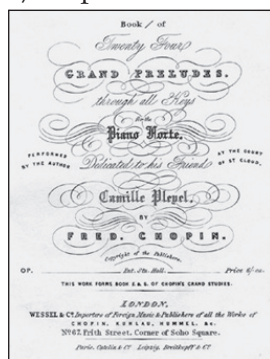 Book / of
Twenty Four
GRAND PRELUDES.
through all Keys
for the
Piano Forte.
PERFORMED
BY THE AUTHOR
Dedicated to his Friend
AT THE COURT
OF ST CLOUD.
Camille Pleyel.
BY
FRED. CHOPIN.
Copyright of the Publishers.
OP. Ent. Sta. Hall. Price 6/
THIS WORK FORMS BOOK 5 & 6, OF CHOPIN'S GRAND STUDIES.
LONDON,
WESSEL & Co. Importers of Foreign Music & Publishers of all the Works of
CHOPIN, KUHLAU, HUMMEL, &c.
No. 67, Frith Street, Corner of Soho Square.
Paris, Catelin & Co. Leipzig, Breitkopf & Co.